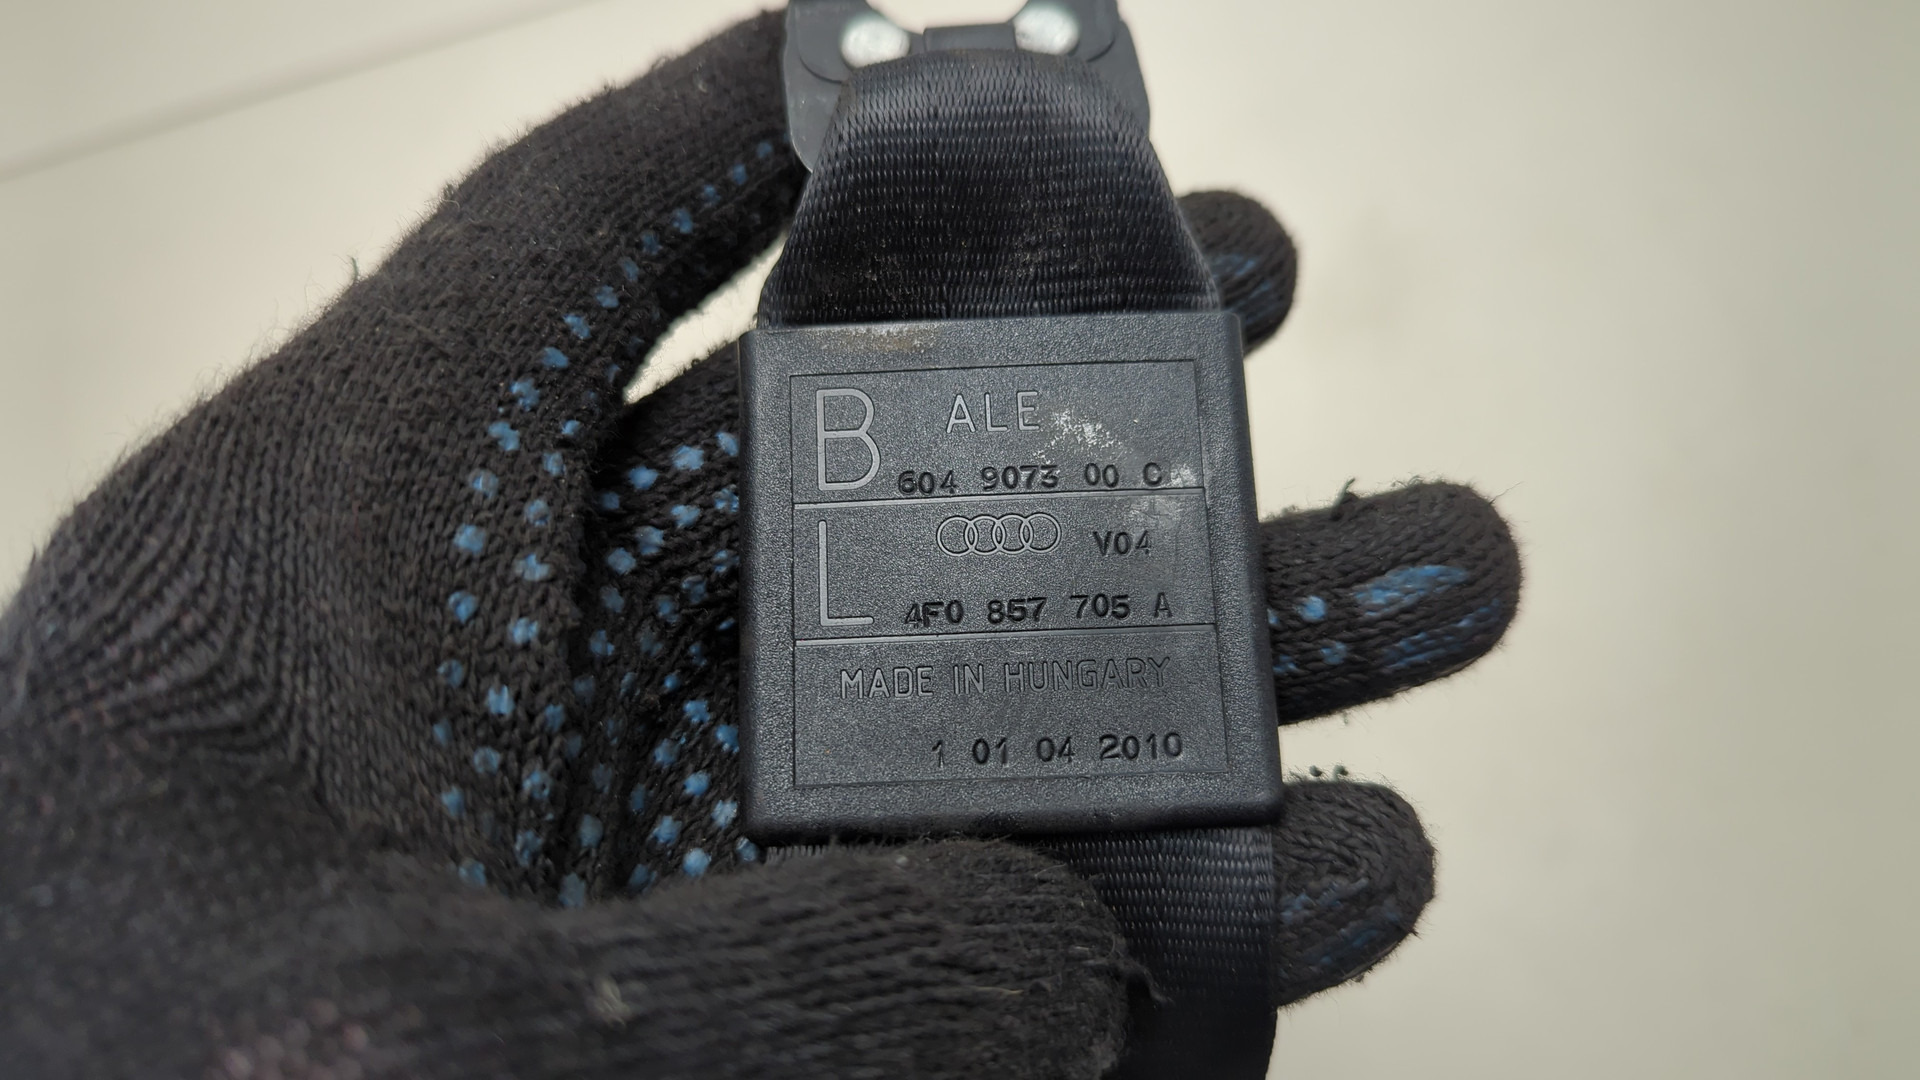 B ALE
604 9073 00 C
L V04
4F0 857 705 A
MADE IN HUNGARY
1 01 04 2010